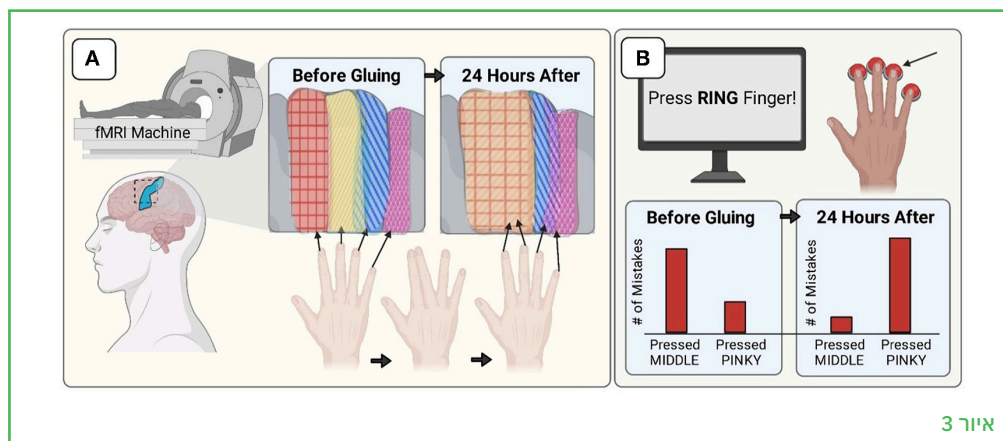 A
fMRI Machine
Before Gluing
24 Hours After
B
Press RING Finger!
Before Gluing
24 Hours After
# of Mistakes
Pressed MIDDLE
Pressed PINKY
# of Mistakes
Pressed MIDDLE
Pressed PINKY
איור 3